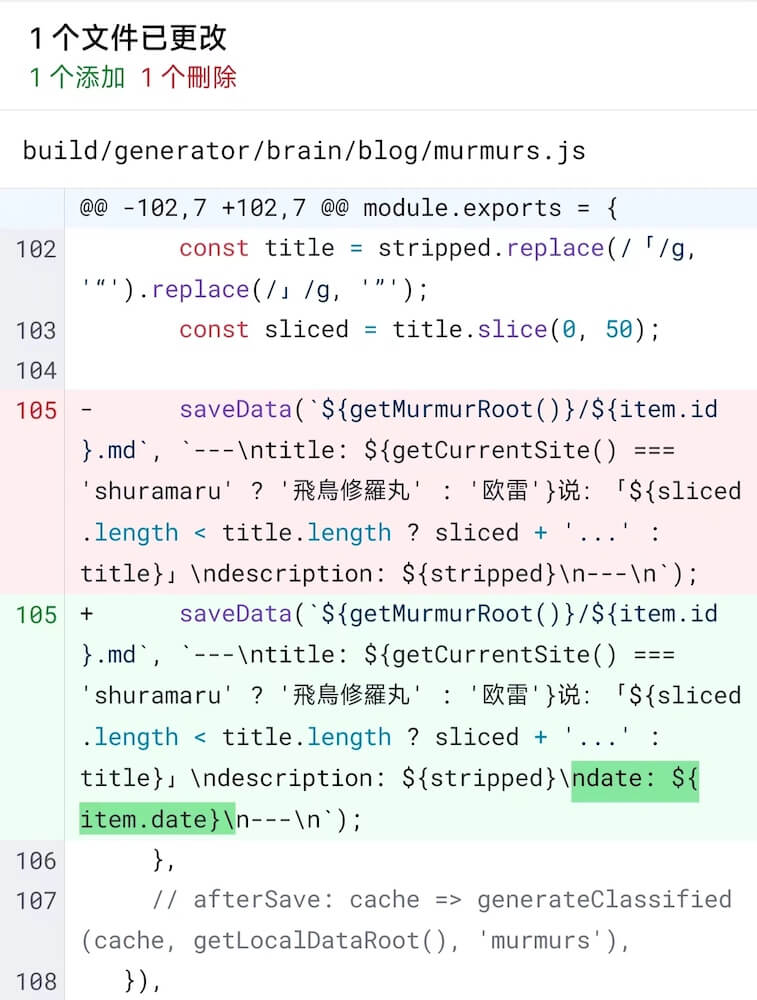 1 个文件已更改
1 个添加 1 个刪除
build/generator/brain/blog/murmurs.js
@@ -102,7 +102,7 @@ module.exports = {
102 const title = stripped.replace(/「/g,
'“').replace(/」/g, '”');
103 const sliced = title.slice(0, 50);
104
105 - saveData(`${getMurmurRoot()}/${item.id
}.md`, `---\ntitle: ${getCurrentSite() ===
'shuramaru' ? '飛鳥修羅丸' : '欧雷'}说：「${sliced
.length < title.length ? sliced + '...' :
title}」\ndescription: ${stripped}\n---\n`);
105 + saveData(`${getMurmurRoot()}/${item.id
}.md`, `---\ntitle: ${getCurrentSite() ===
'shuramaru' ? '飛鳥修羅丸' : '欧雷'}说：「${sliced
.length < title.length ? sliced + '...' :
title}」\ndescription: ${stripped}\ndate: ${
item.date}\n---\n`);
106 },
107 // afterSave: cache => generateClassified
(cache, getLocalDataRoot(), 'murmurs'),
108 }),